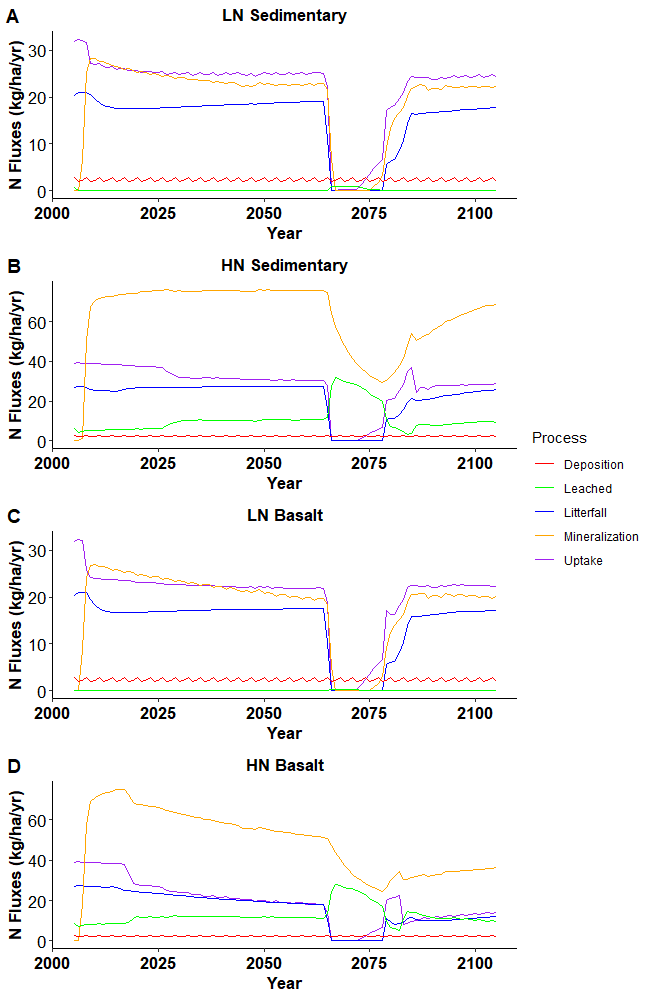 A LN Sedimentary
N Fluxes (kg/ha/yr)
30
20
10
0
2000 2025 2050 2075 2100
Year
B HN Sedimentary
N Fluxes (kg/ha/yr)
60
40
20
0
2000 2025 2050 2075 2100
Year
C LN Basalt
N Fluxes (kg/ha/yr)
30
20
10
0
2000 2025 2050 2075 2100
Year
D HN Basalt
N Fluxes (kg/ha/yr)
60
40
20
0
2000 2025 2050 2075 2100
Year
Process
Deposition
Leached
Litterfall
Mineralization
Uptake